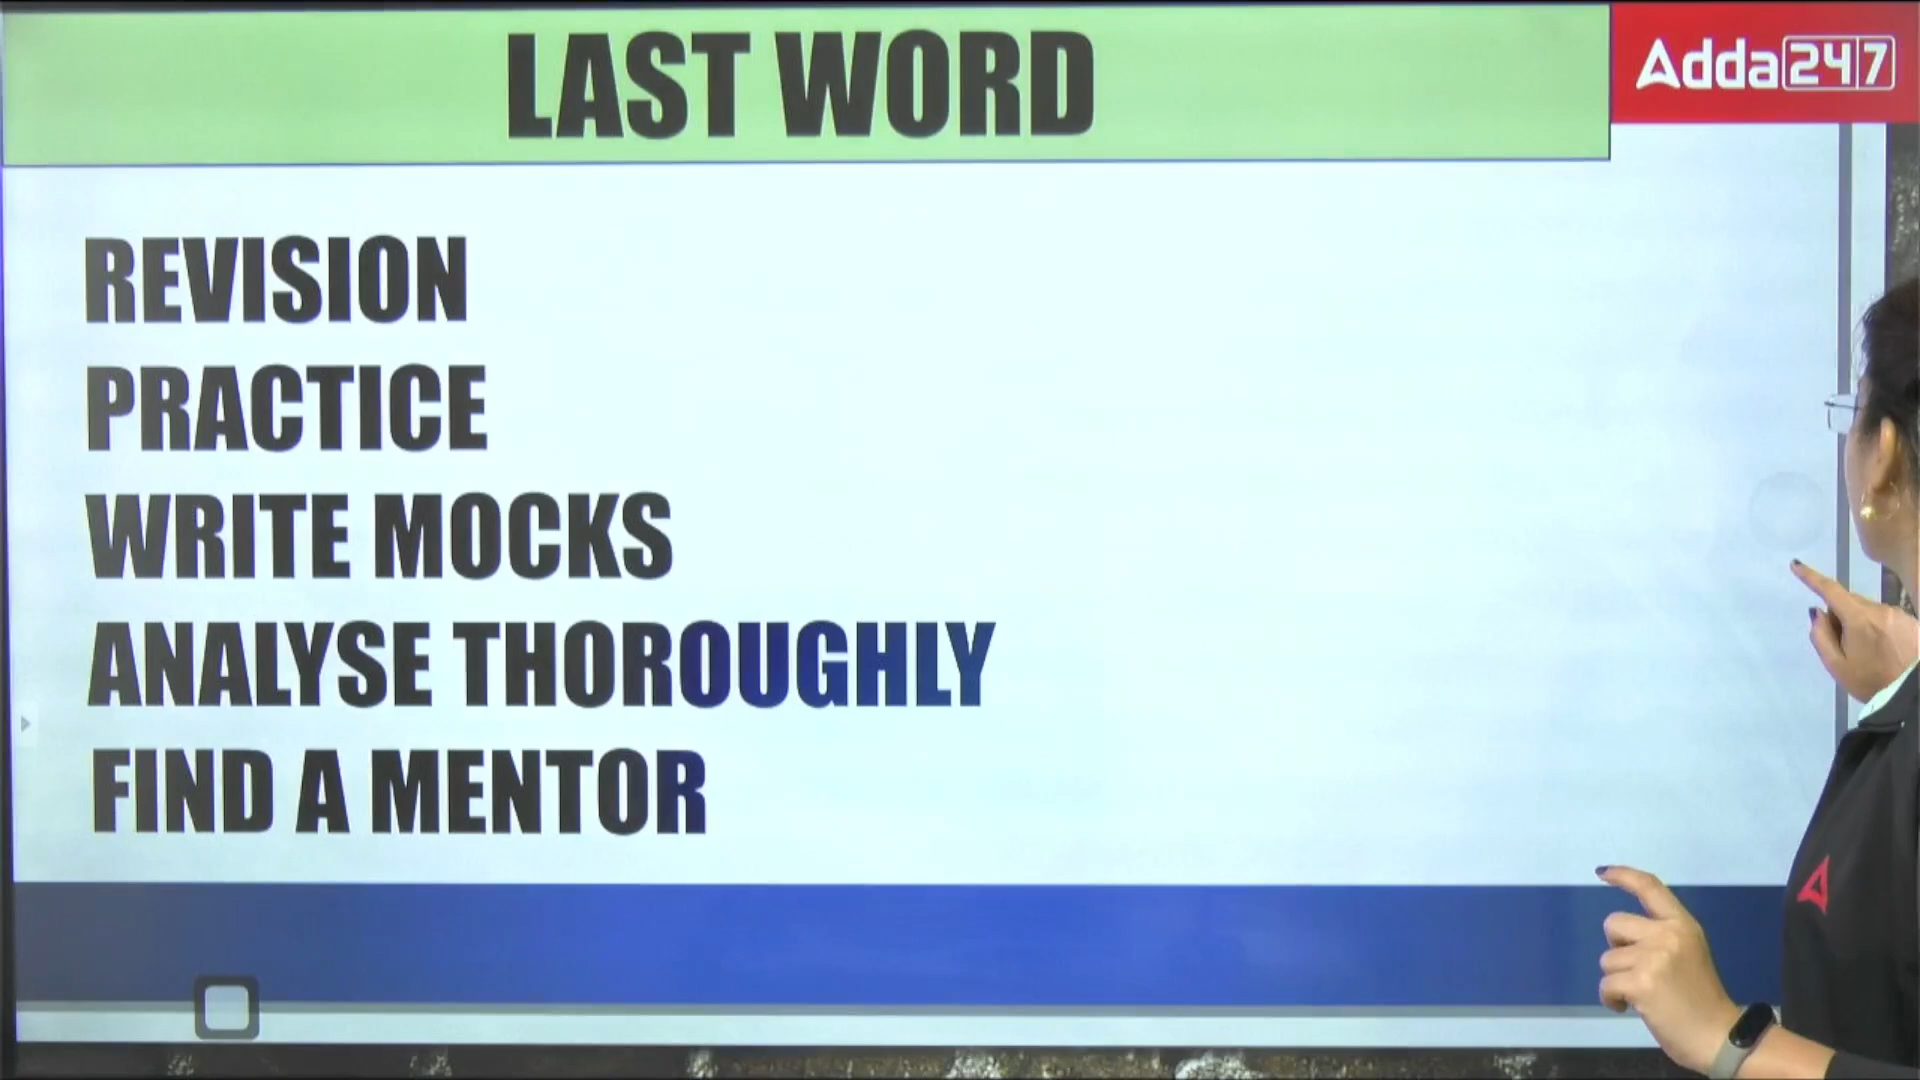 LAST WORD
Adda247
REVISION
PRACTICE
WRITE MOCKS
ANALYSE THOROUGHLY
FIND A MENTOR